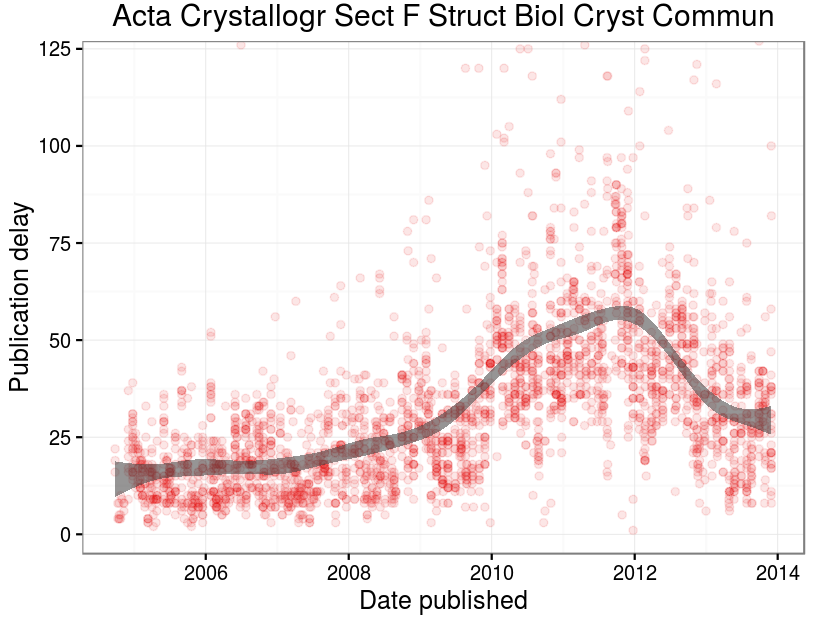 Acta Crystallogr Sect F Struct Biol Cryst Commun
Publication delay
125
100
75
50
25
0
2006 2008 2010 2012 2014
Date published